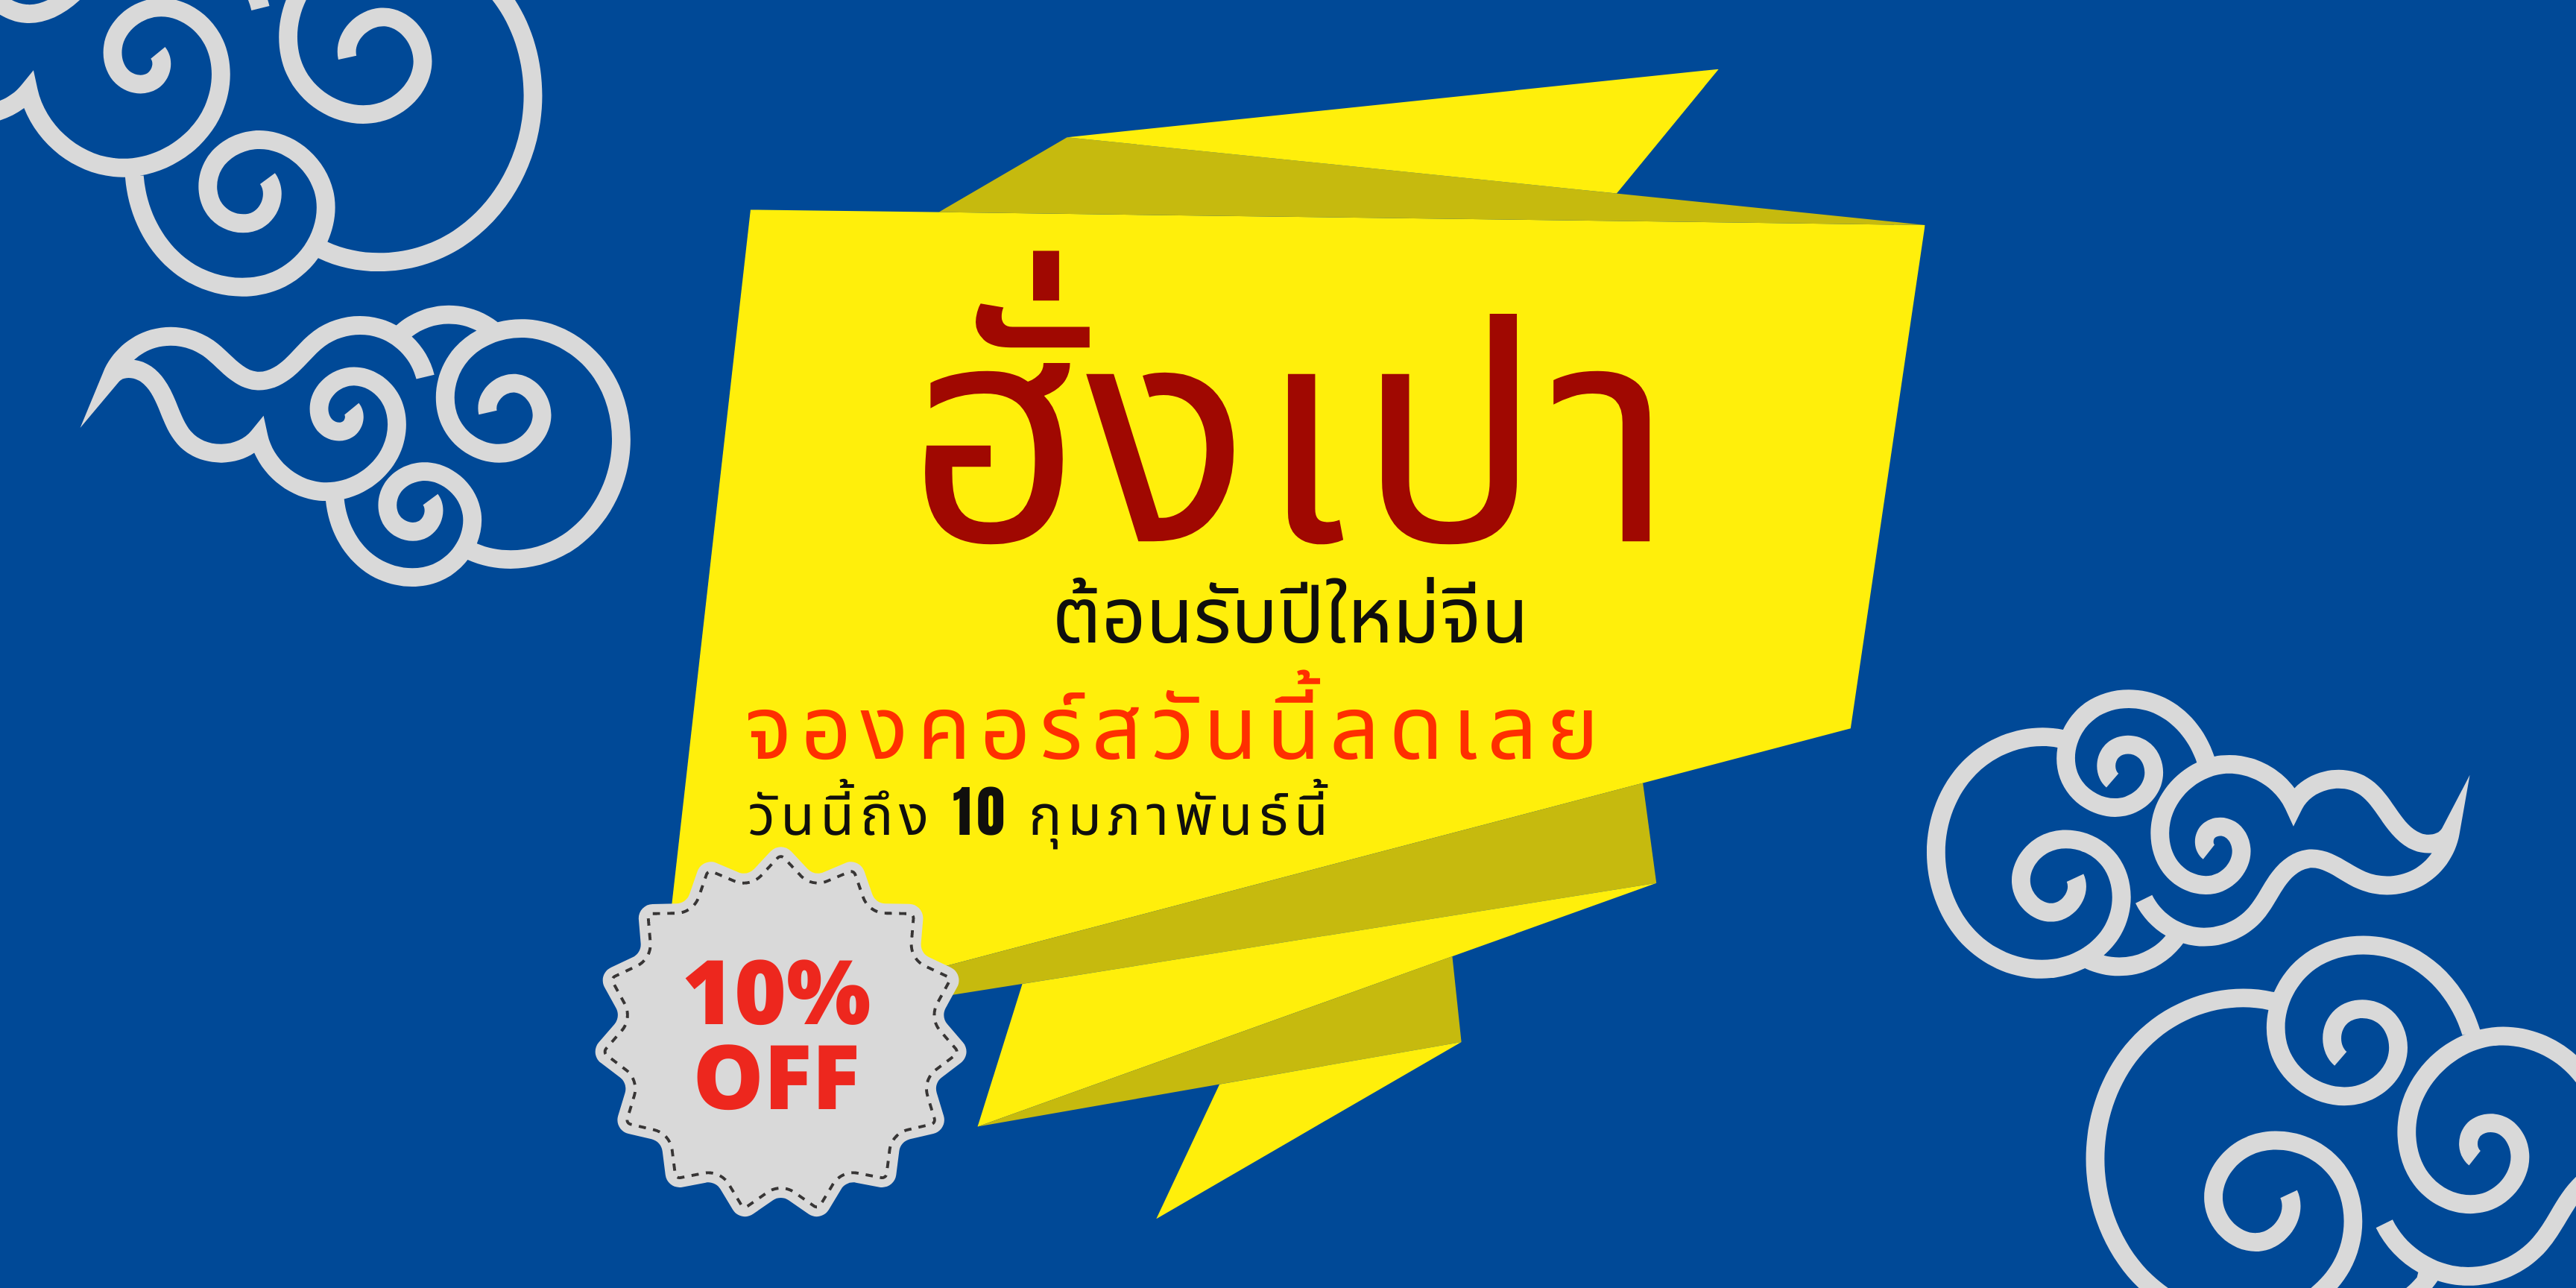 ฮั่งเปา
ต้อนรับปีใหม่จีน
จองคอร์สวันนี้ลดเลย
วันนี้ถึง 10 กุมภาพันธ์นี้
10%
OFF